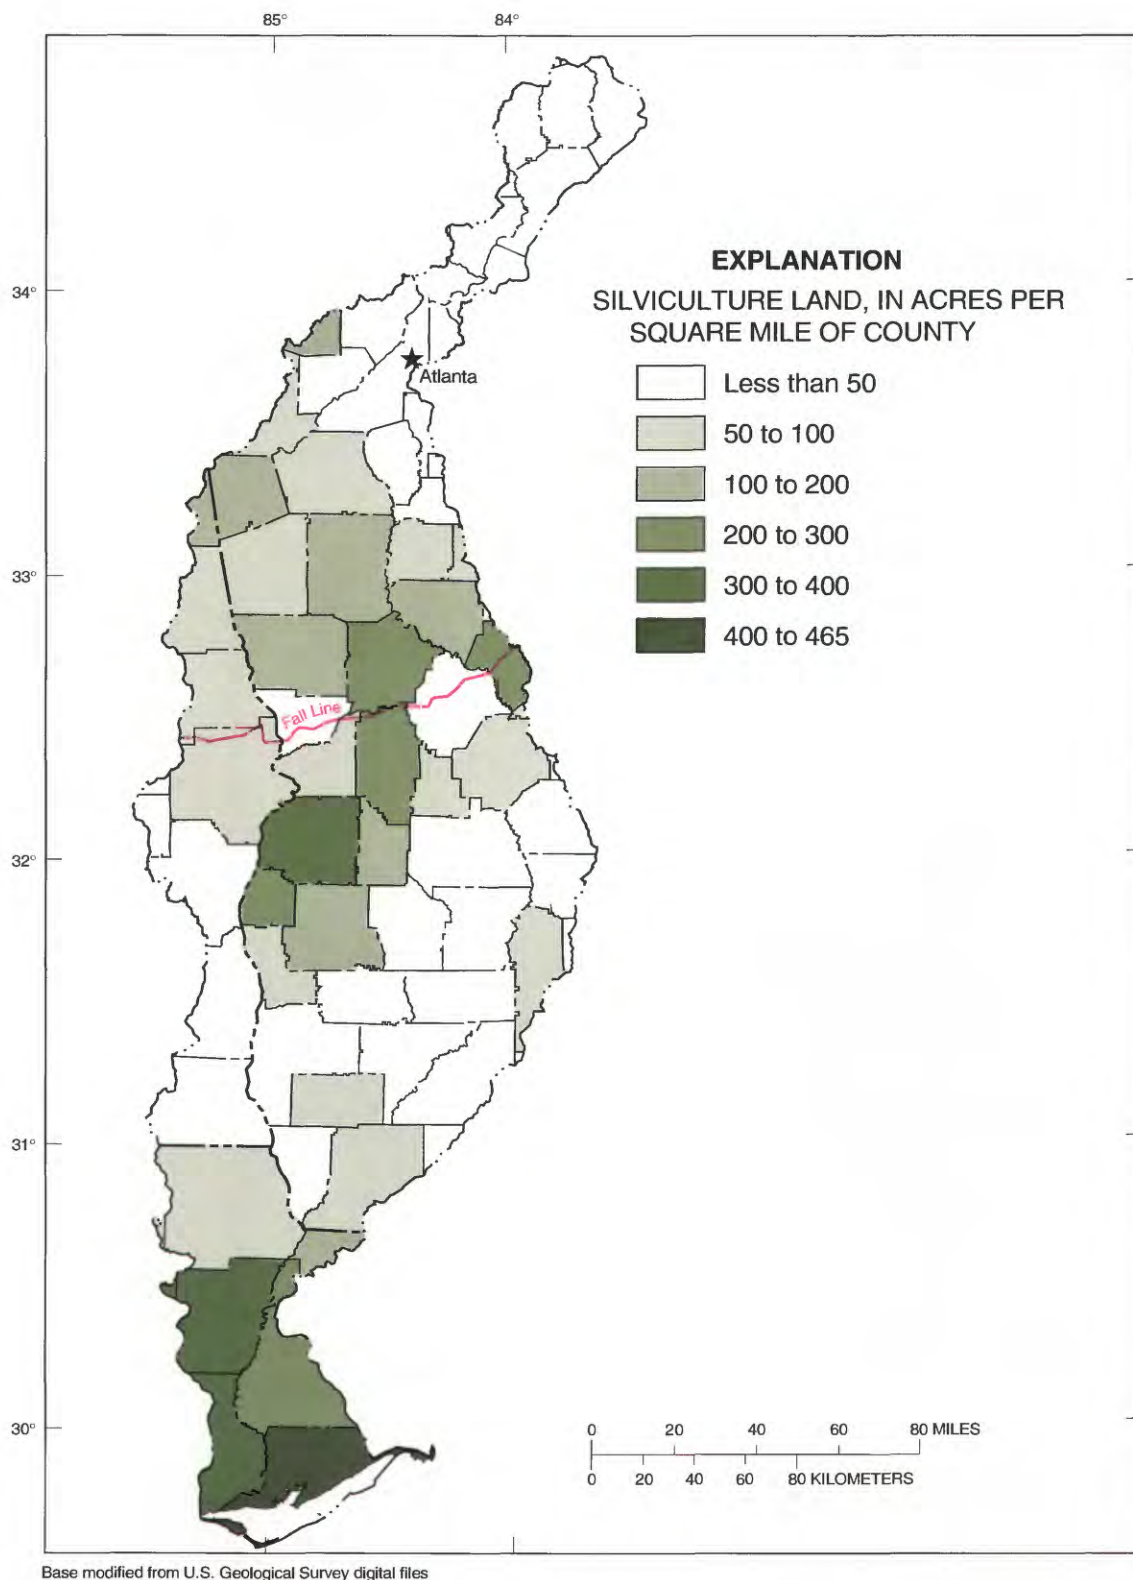 85° 84°
EXPLANATION
SILVICULTURE LAND, IN ACRES PER
SQUARE MILE OF COUNTY
Less than 50
50 to 100
100 to 200
200 to 300
300 to 400
400 to 465
34°
Atlanta
33°
Fall Line
32°
31°
30°
0 20 40 60 80 MILES
0 20 40 60 80 KILOMETERS
85° 84°
Base modified from U.S. Geological Survey digital files